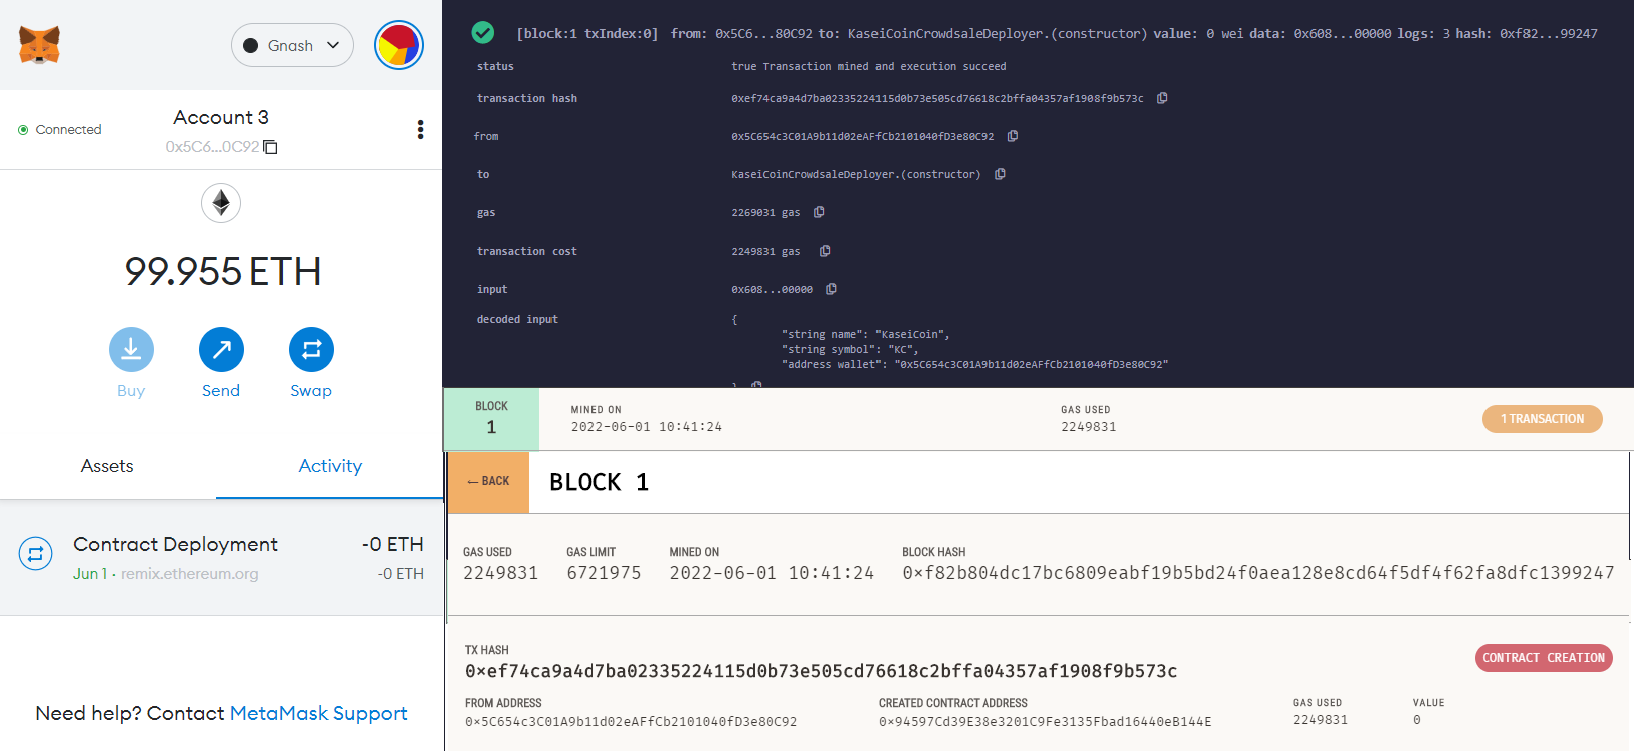 Gnash
Connected
Account 3
0x5C6...0C92
99.955 ETH
Buy
Send
Swap
Assets
Activity
Contract Deployment
-0 ETH
Jun 1 · remix.ethereum.org
-0 ETH
Need help? Contact MetaMask Support
[block:1 txIndex:0] from: 0x5C6...80C92 to: KaseiCoinCrowdsaleDeployer.(constructor) value: 0 wei data: 0x608...00000 logs: 3 hash: 0xf82...99247
status true Transaction mined and execution succeed
transaction hash 0xef74ca9a4d7ba02335224115d0b73e505cd76618c2bffa04357af1908f9b573c
from 0x5C654c3C01A9b11d02eAFfCb2101040fD3e80C92
to KaseiCoinCrowdsaleDeployer.(constructor)
gas 2269031 gas
transaction cost 2249831 gas
input 0x608...00000
decoded input {
"string name": "KaseiCoin",
"string symbol": "KC",
"address wallet": "0x5C654c3C01A9b11d02eAFfCb2101040fD3e80C92"
}
BLOCK
1
MINED ON
2022-06-01 10:41:24
GAS USED
2249831
1 TRANSACTION
← BACK
BLOCK 1
GAS USED
2249831
GAS LIMIT
6721975
MINED ON
2022-06-01 10:41:24
BLOCK HASH
0×f82b804dc17bc6809eabf19b5bd24f0aea128e8cd64f5df4f62fa8dfc1399247
TX HASH
0×ef74ca9a4d7ba02335224115d0b73e505cd76618c2bffa04357af1908f9b573c
CONTRACT CREATION
FROM ADDRESS
0×5C654c3C01A9b11d02eAFfCb2101040fD3e80C92
CREATED CONTRACT ADDRESS
0×94597Cd39E38e3201C9Fe3135Fbad16440eB144E
GAS USED
2249831
VALUE
0